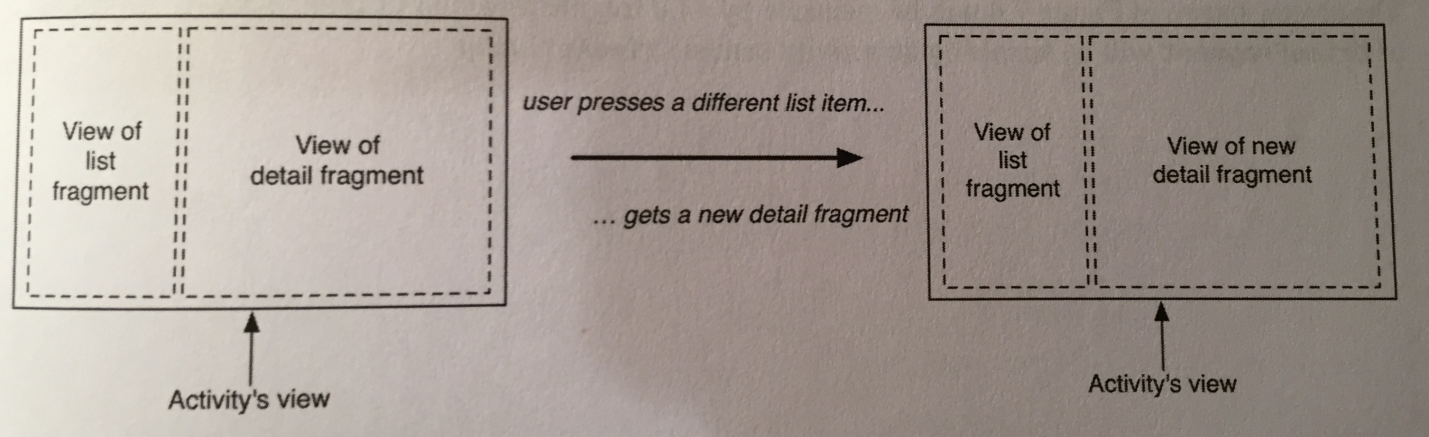 View of
list
fragment
View of
detail fragment
Activity's view
user presses a different list item...
... gets a new detail fragment
View of
list
fragment
View of new
detail fragment
Activity's view